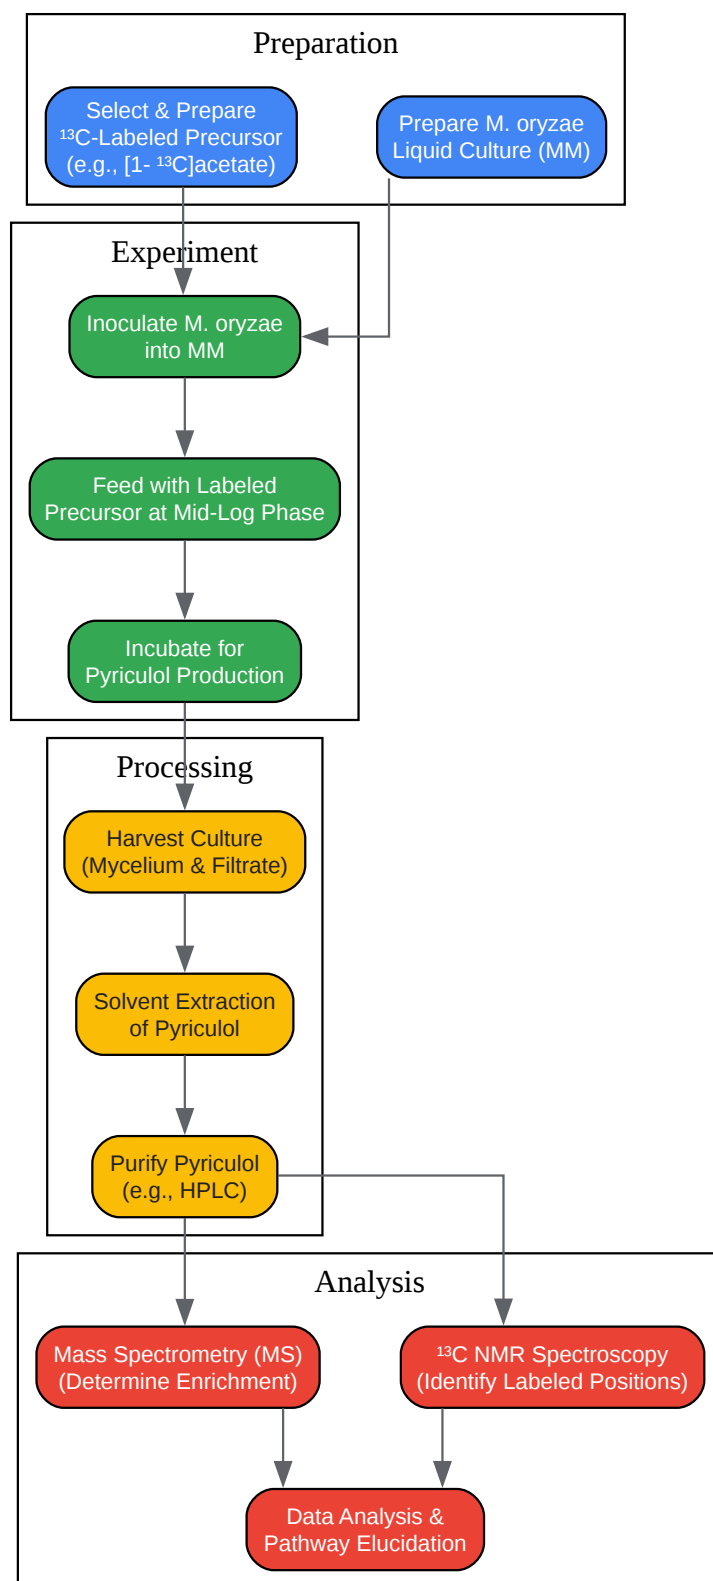 Preparation
Select & Prepare
¹³C-Labeled Precursor
(e.g., [1- ¹³C]acetate)
Prepare M. oryzae
Liquid Culture (MM)
Experiment
Inoculate M. oryzae
into MM
Feed with Labeled
Precursor at Mid-Log Phase
Incubate for
Pyriculol Production
Processing
Harvest Culture
(Mycelium & Filtrate)
Solvent Extraction
of Pyriculol
Purify Pyriculol
(e.g., HPLC)
Analysis
Mass Spectrometry (MS)
(Determine Enrichment)
¹³C NMR Spectroscopy
(Identify Labeled Positions)
Data Analysis &
Pathway Elucidation